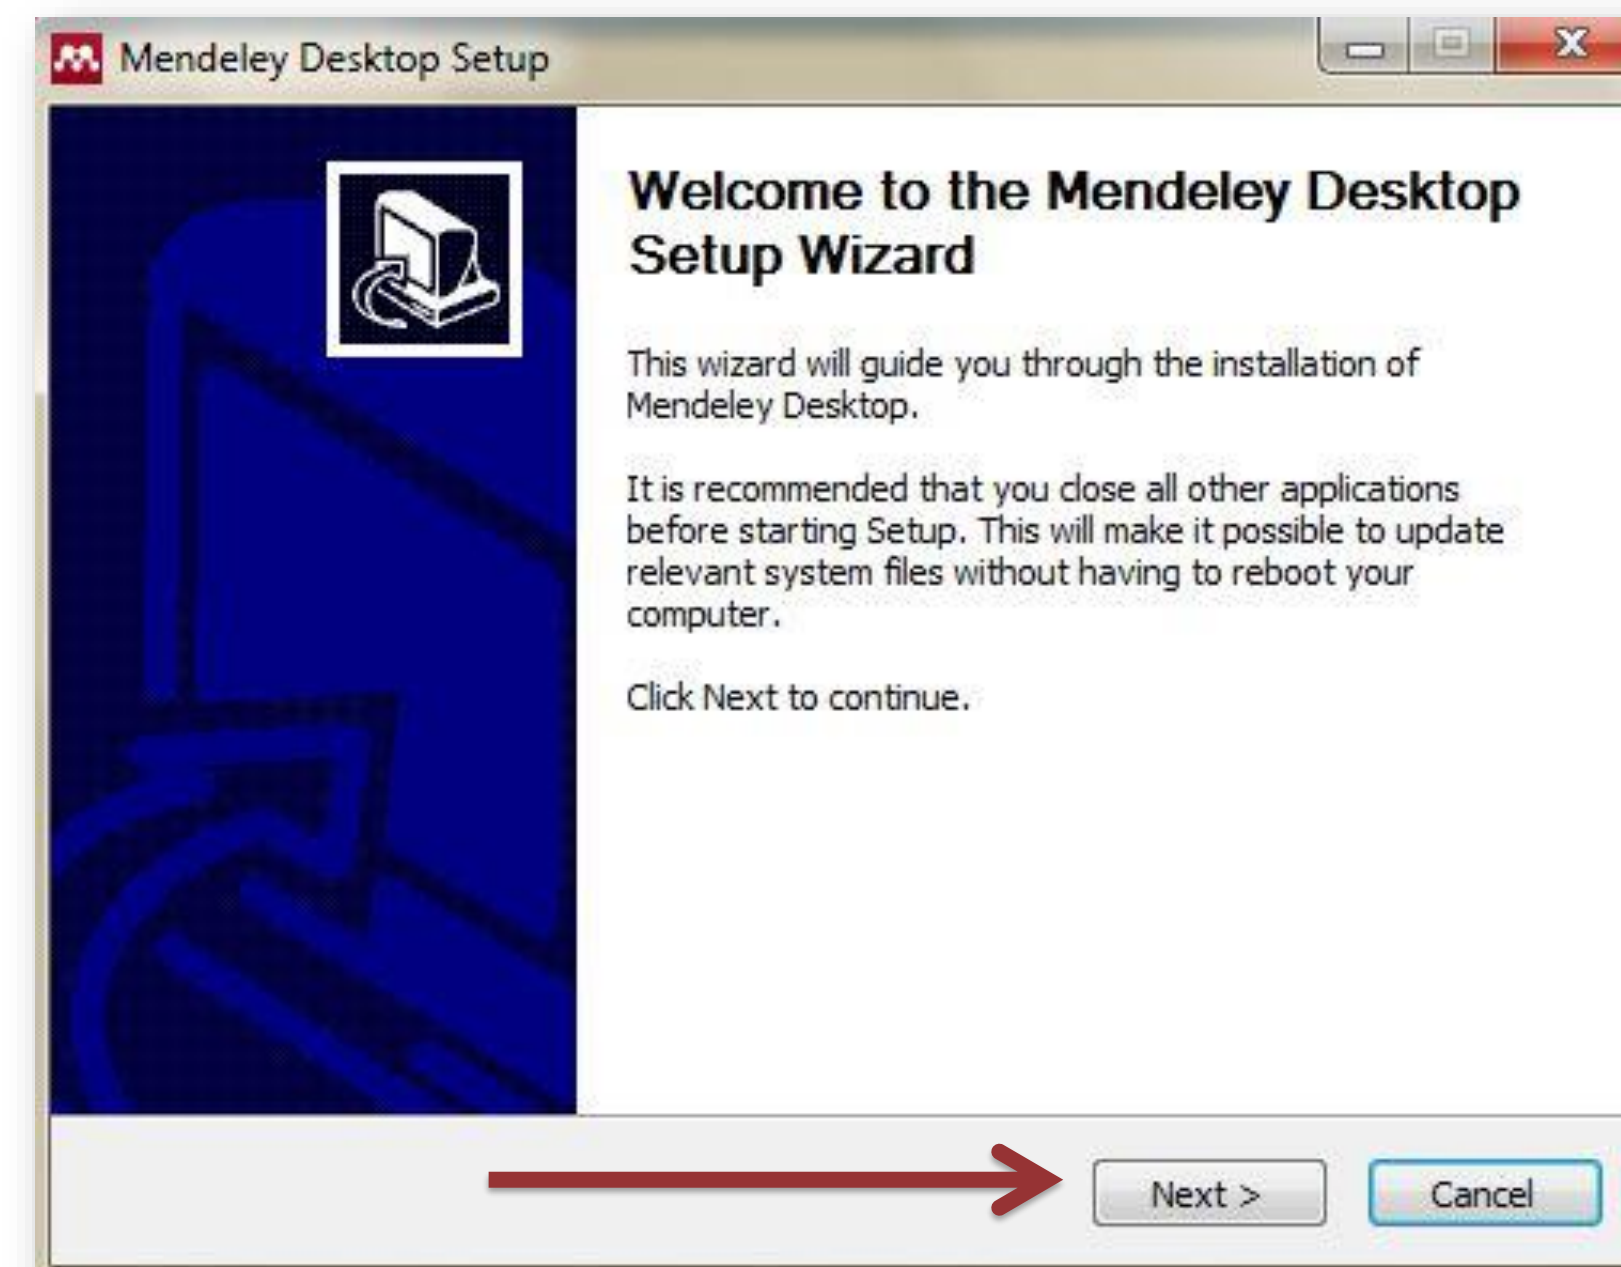 Mendeley Desktop Setup
Welcome to the Mendeley Desktop
Setup Wizard
This wizard will guide you through the installation of
Mendeley Desktop.
It is recommended that you close all other applications
before starting Setup. This will make it possible to update
relevant system files without having to reboot your
computer.
Click Next to continue.
Next >
Cancel